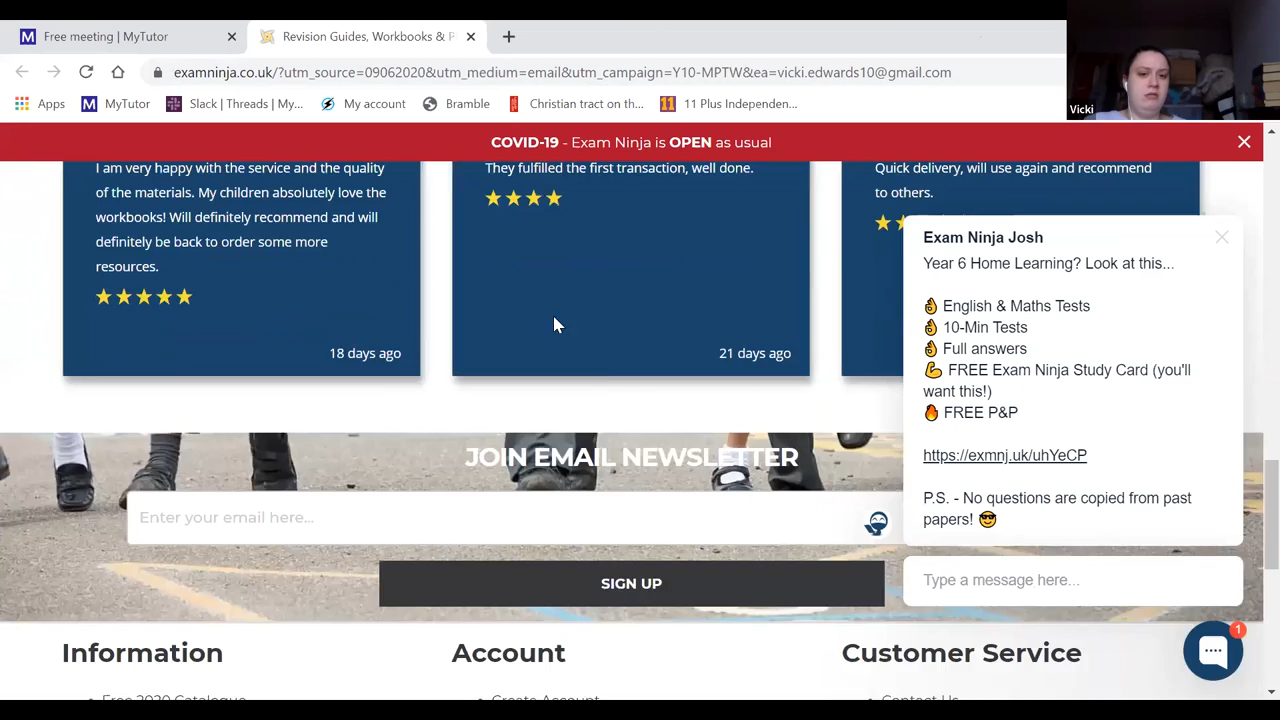 Free meeting | MyTutor
Revision Guides, Workbooks & P
examninja.co.uk/?utm_source=09062020&utm_medium=email&utm_campaign=Y10-MPTW&ea=vicki.edwards10@gmail.com
Apps
MyTutor
Slack | Threads | My...
My account
Bramble
Christian tract on th...
11 Plus Independen...
Vicki
COVID-19 - Exam Ninja is OPEN as usual
I am very happy with the service and the quality
of the materials. My children absolutely love the
workbooks! Will definitely recommend and will
definitely be back to order some more
resources.
18 days ago
They fulfilled the first transaction, well done.
21 days ago
Quick delivery, will use again and recommend
to others.
Exam Ninja Josh
Year 6 Home Learning? Look at this...
👌 English & Maths Tests
👌 10-Min Tests
👌 Full answers
💪 FREE Exam Ninja Study Card (you'll
want this!)
🔥 FREE P&P
https://exmnj.uk/uhYeCP
P.S. - No questions are copied from past
papers! 😎
Type a message here...
1
JOIN EMAIL NEWSLETTER
Enter your email here...
SIGN UP
Information
Account
Customer Service
Free 2020 Catalogue
Create Account
Contact Us